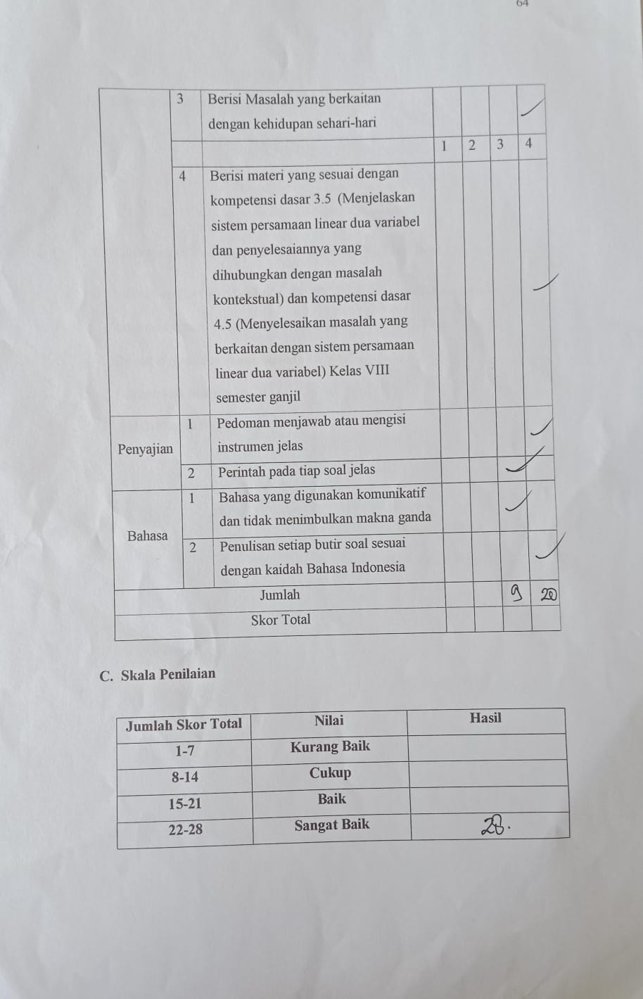 64
3 Berisi Masalah yang berkaitan
dengan kehidupan sehari-hari
1 2 3 4
4 Berisi materi yang sesuai dengan
kompetensi dasar 3.5 (Menjelaskan
sistem persamaan linear dua variabel
dan penyelesaiannya yang
dihubungkan dengan masalah
kontekstual) dan kompetensi dasar
4.5 (Menyelesaikan masalah yang
berkaitan dengan sistem persamaan
linear dua variabel) Kelas VIII
semester ganjil
Penyajian
1 Pedoman menjawab atau mengisi
instrumen jelas
2 Perintah pada tiap soal jelas
Bahasa
1 Bahasa yang digunakan komunikatif
dan tidak menimbulkan makna ganda
2 Penulisan setiap butir soal sesuai
dengan kaidah Bahasa Indonesia
Jumlah 9 20
Skor Total
C. Skala Penilaian
Jumlah Skor Total Nilai Hasil
1-7 Kurang Baik
8-14 Cukup
15-21 Baik
22-28 Sangat Baik 28.